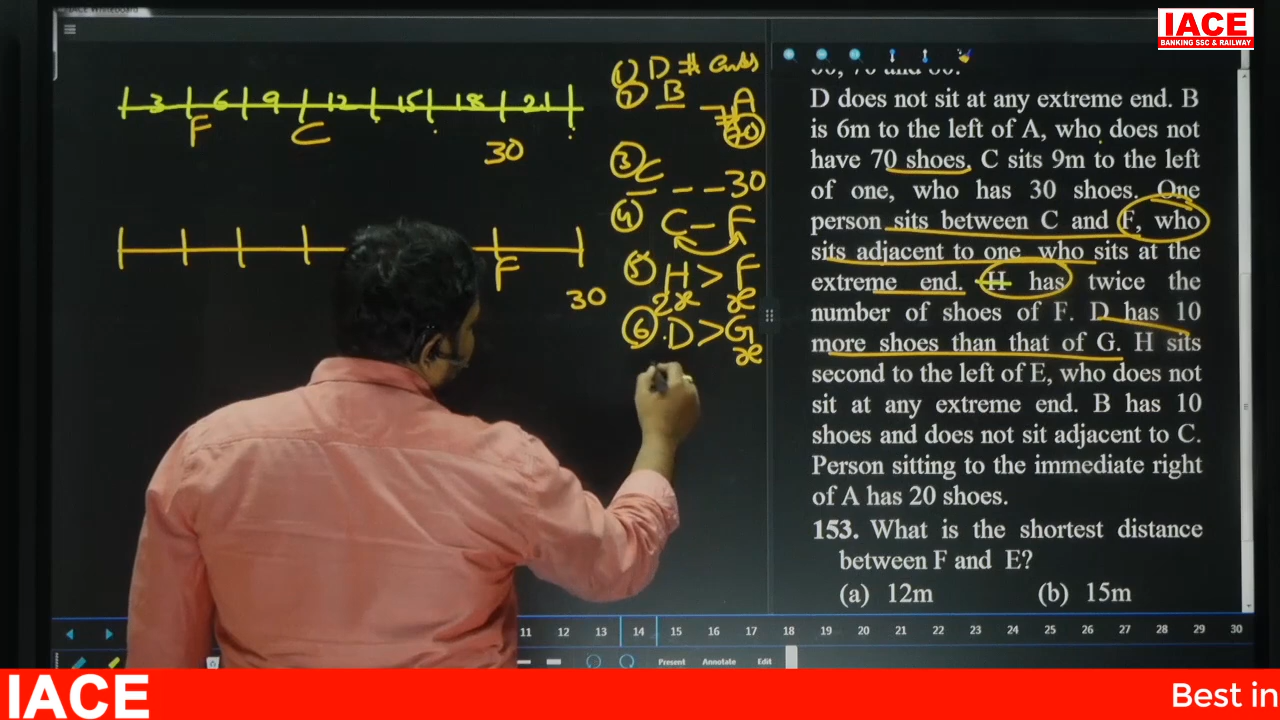 IACE
BANKING SSC & RAILWAY
60, 70 and 80.
D does not sit at any extreme end. B
is 6m to the left of A, who does not
have 70 shoes. C sits 9m to the left
of one, who has 30 shoes. One
person sits between C and F, who
sits adjacent to one who sits at the
extreme end. H has twice the
number of shoes of F. D has 10
more shoes than that of G. H sits
second to the left of E, who does not
sit at any extreme end. B has 10
shoes and does not sit adjacent to C.
Person sitting to the immediate right
of A has 20 shoes.
153. What is the shortest distance
between F and E?
(a) 12m (b) 15m
3 6 9 12 15 18 21
F C
30
F
30
① D ≠ ends
② B _ A
≠ 70
③ C
_ _ _ 30
④ C – F
⑤ H > F
2x x
⑥ D > G
x
11 12 13 14 15 16 17 18 19 20 21 22 23 24 25 26 27 28 29 30
Present Annotate Edit
IACE
Best in